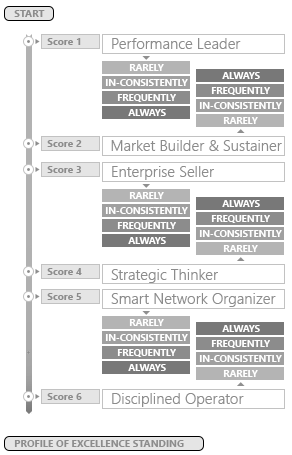 START
Score 1 Performance Leader
RARELY
IN-CONSISTENTLY ALWAYS
FREQUENTLY FREQUENTLY
ALWAYS IN-CONSISTENTLY
RARELY
Score 2 Market Builder & Sustainer
Score 3 Enterprise Seller
RARELY
IN-CONSISTENTLY ALWAYS
FREQUENTLY FREQUENTLY
ALWAYS IN-CONSISTENTLY
RARELY
Score 4 Strategic Thinker
Score 5 Smart Network Organizer
RARELY
IN-CONSISTENTLY ALWAYS
FREQUENTLY FREQUENTLY
ALWAYS IN-CONSISTENTLY
RARELY
Score 6 Disciplined Operator
PROFILE OF EXCELLENCE STANDING